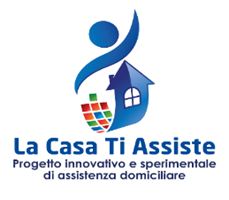 La Casa Ti Assiste
Progetto innovativo e sperimentale
di assistenza domiciliare